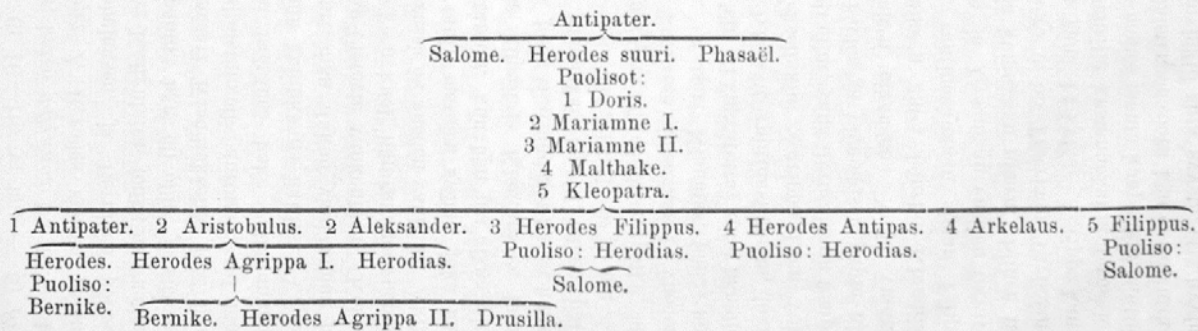 Antipater.
Salome. Herodes suuri. Phasaël.
Puolisot:
1 Doris.
2 Mariamne I.
3 Mariamne II.
4 Malthake.
5 Kleopatra.
1 Antipater. 2 Aristobulus. 2 Aleksander. 3 Herodes Filippus. 4 Herodes Antipas. 4 Arkelaus. 5 Filippus.
Herodes. Herodes Agrippa I. Herodias. Puoliso: Herodias. Puoliso: Herodias. Puoliso:
Puoliso: Salome. Salome.
Bernike. Bernike. Herodes Agrippa II. Drusilla.